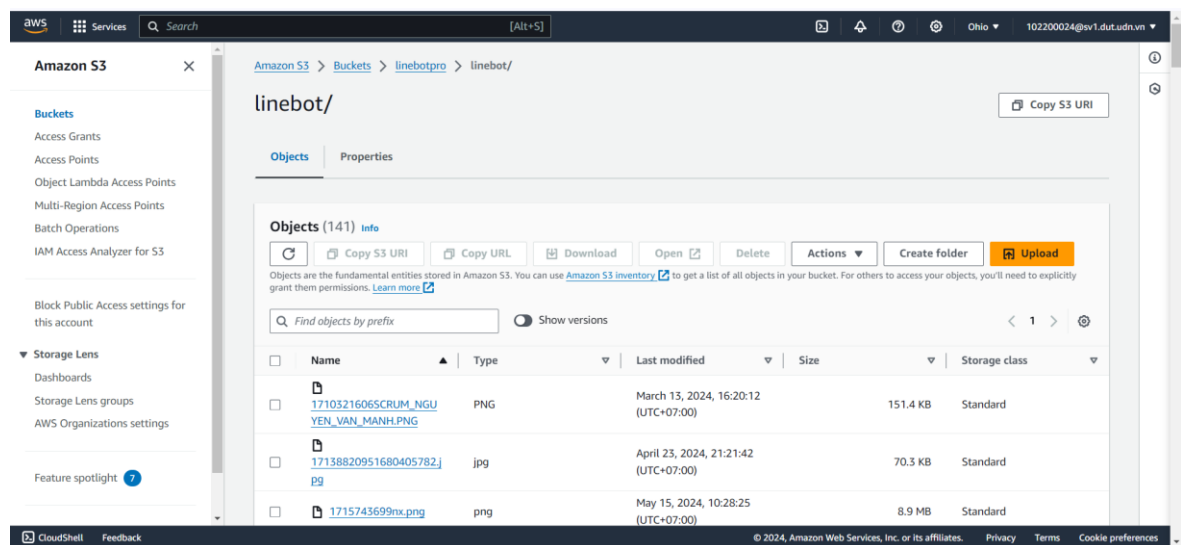 aws Services Search [Alt+S] Ohio ▼ 102200024@sv1.dut.udn.vn ▼
Amazon S3
Buckets
Access Grants
Access Points
Object Lambda Access Points
Multi-Region Access Points
Batch Operations
IAM Access Analyzer for S3
Block Public Access settings for
this account
▼ Storage Lens
Dashboards
Storage Lens groups
AWS Organizations settings
Feature spotlight 7
Amazon S3 > Buckets > linebotpro > linebot/
linebot/
Copy S3 URI
Objects Properties
Objects (141) Info
Copy S3 URI Copy URL Download Open Delete Actions ▼ Create folder Upload
Objects are the fundamental entities stored in Amazon S3. You can use Amazon S3 inventory to get a list of all objects in your bucket. For others to access your objects, you'll need to explicitly
grant them permissions. Learn more
Find objects by prefix Show versions < 1 >
Name ▲ Type Last modified Size Storage class
1710321606SCRUM_NGU
YEN_VAN_MANH.PNG
PNG
March 13, 2024, 16:20:12
(UTC+07:00)
151.4 KB
Standard
17138820951680405782.j
pg
jpg
April 23, 2024, 21:21:42
(UTC+07:00)
70.3 KB
Standard
1715743699nx.png
png
May 15, 2024, 10:28:25
(UTC+07:00)
8.9 MB
Standard
CloudShell Feedback © 2024, Amazon Web Services, Inc. or its affiliates. Privacy Terms Cookie preferences